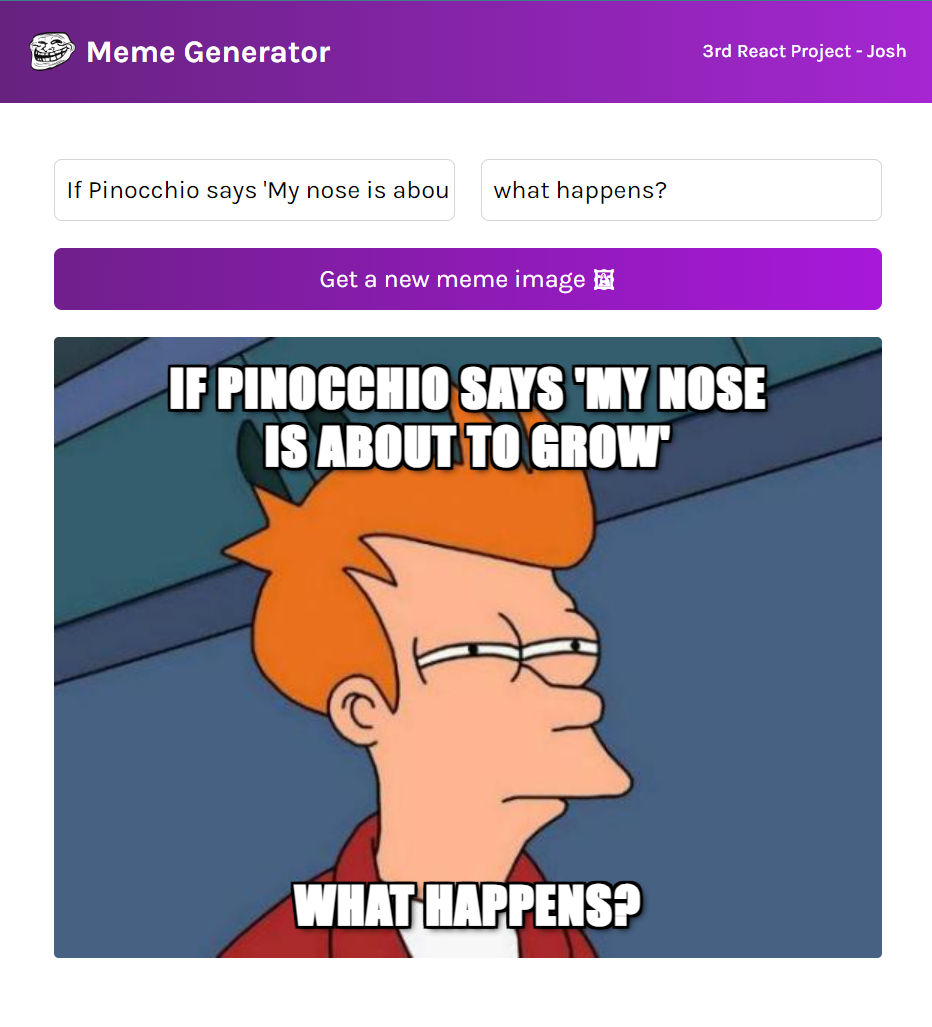 Meme Generator
3rd React Project - Josh
If Pinocchio says 'My nose is abou
what happens?
Get a new meme image 🖼
IF PINOCCHIO SAYS 'MY NOSE
IS ABOUT TO GROW'
WHAT HAPPENS?